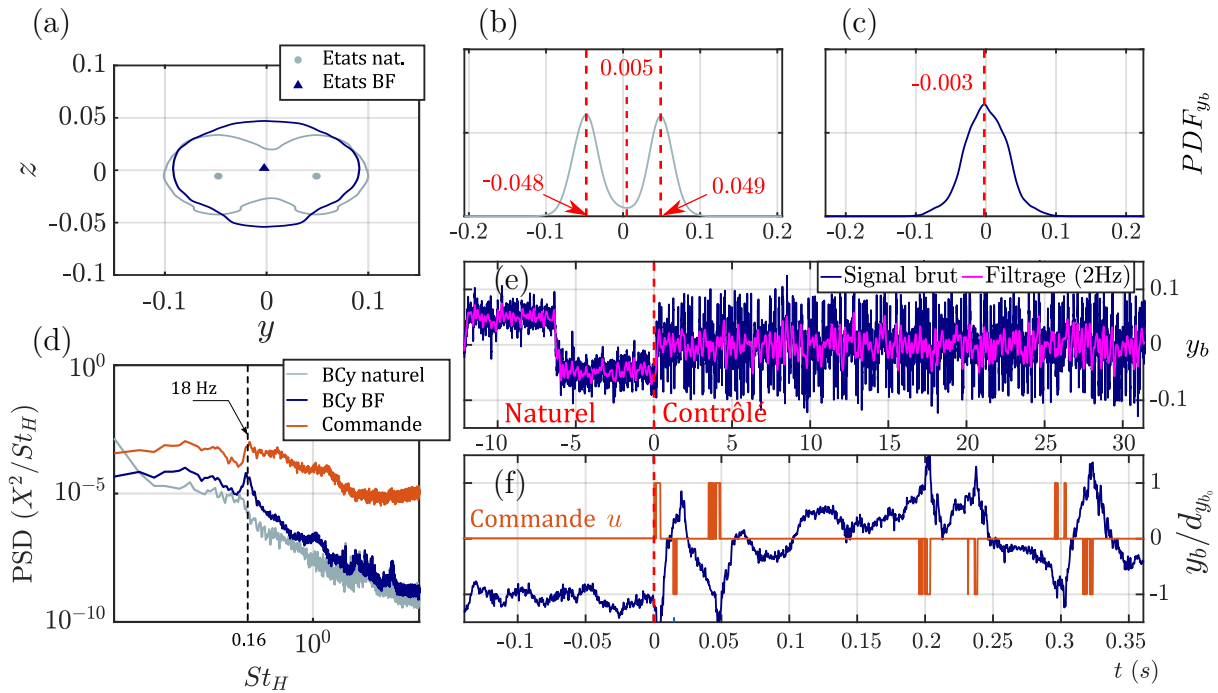 (a)
Etats nat.
Etats BF
0.1
0.05
0
-0.05
-0.1
z
-0.1
0
0.1
y
(b)
0.005
-0.048
0.049
-0.2
-0.1
0
0.1
0.2
(c)
-0.003
-0.2
-0.1
0
0.1
0.2
PDF_{y_b}
(d)
BCy naturel
BCy BF
Commande
18 Hz
10^0
10^{-5}
10^{-10}
PSD (X^2/St_H)
0.16
10^0
St_H
(e)
Signal brut
Filtrage (2Hz)
0.1
0
-0.1
y_b
Naturel
Contrôlé
-10
-5
0
5
10
15
20
25
30
(f)
Commande u
1
0
-1
y_b/d_{y_{b_0}}
-0.1
-0.05
0
0.05
0.1
0.15
0.2
0.25
0.3
0.35
t (s)